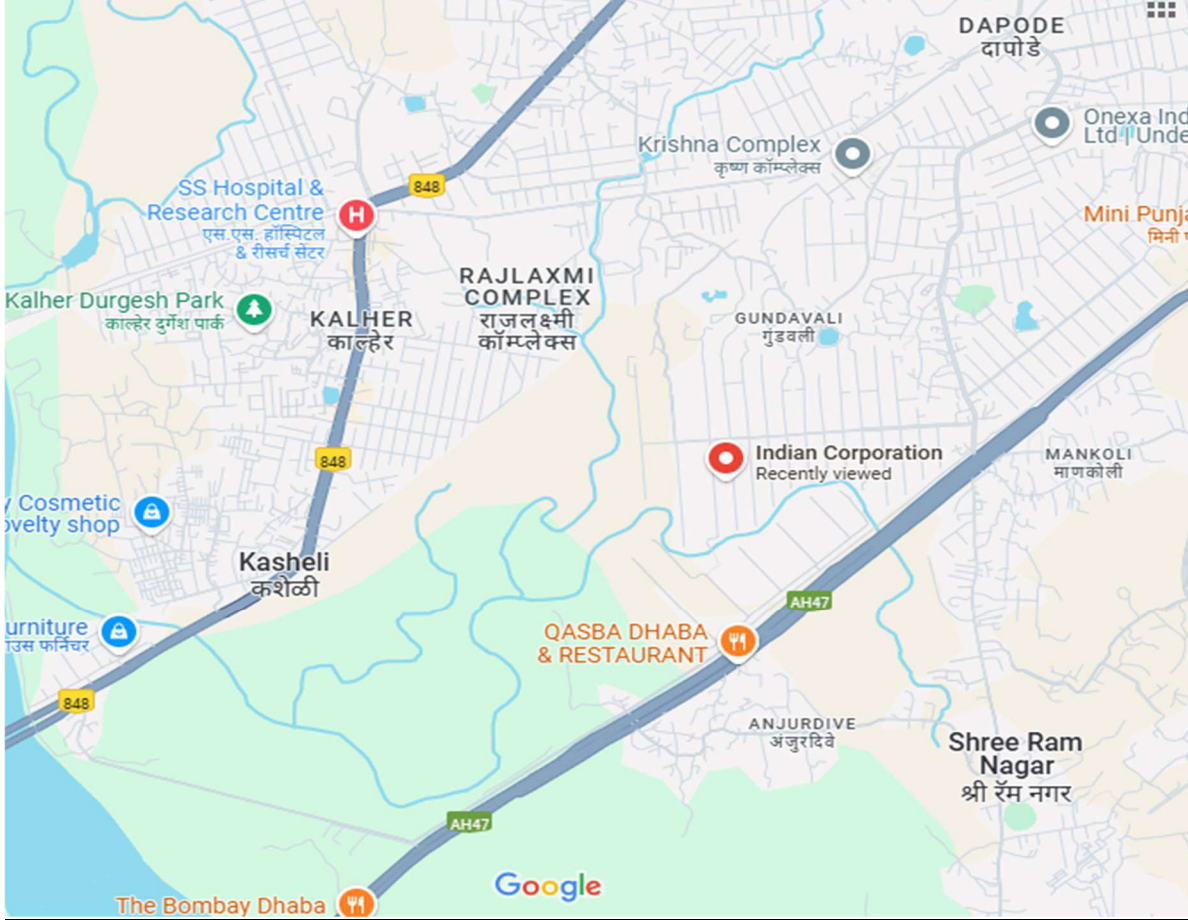 DAPODE
दापोडे
Onexa Ind
Ltd | Unde
Krishna Complex
कृष्ण कॉम्प्लेक्स
SS Hospital &
Research Centre
एस.एस. हॉस्पिटल
& रीसर्च सेंटर
H
848
Mini Punja
मिनी
Kalher Durgesh Park
काल्हेर दुर्गेश पार्क
KALHER
काल्हेर
RAJLAXMI
COMPLEX
राजलक्ष्मी
कॉम्प्लेक्स
GUNDAVALI
गुंडवली
848
Indian Corporation
Recently viewed
MANKOLI
माणकोली
y Cosmetic
ovelty shop
Kasheli
कशेळी
AH47
urniture
उस फर्निचर
QASBA DHABA
& RESTAURANT
848
ANJURDIVE
अंजुरदिवे
Shree Ram
Nagar
श्री रॅम नगर
AH47
Google
The Bombay Dhaba